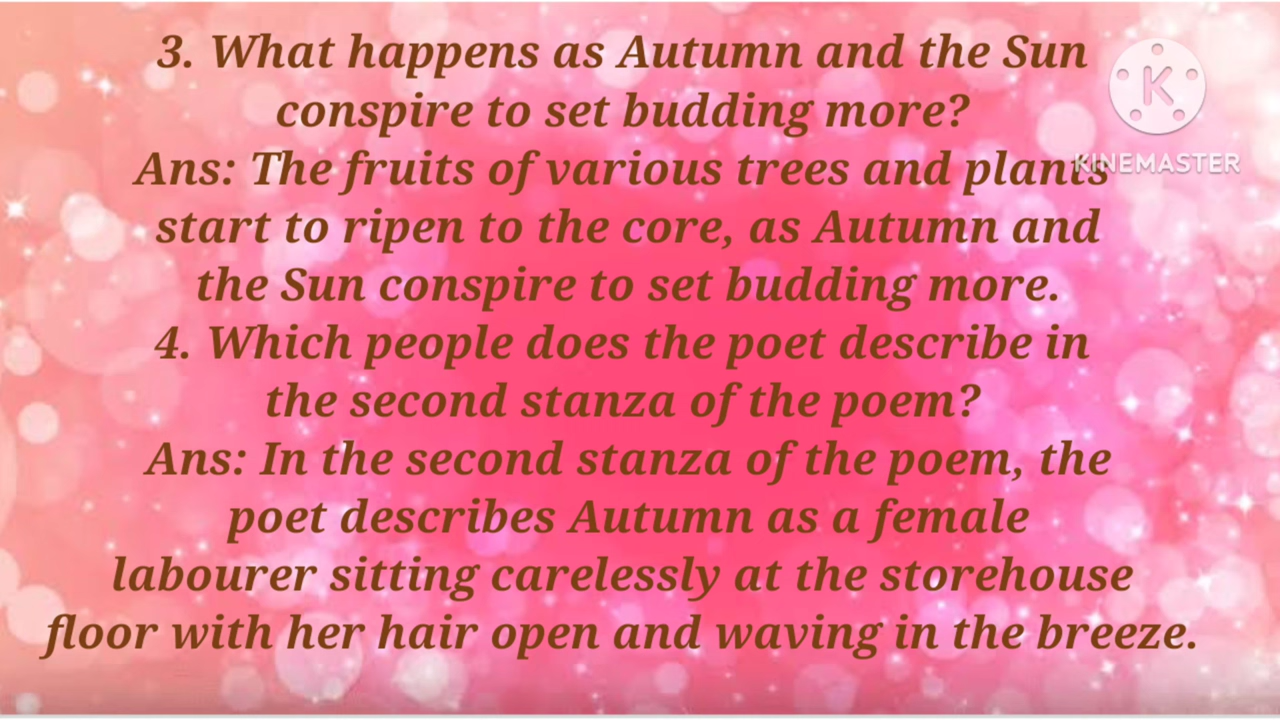 3. What happens as Autumn and the Sun
conspire to set budding more?
Ans: The fruits of various trees and plants
start to ripen to the core, as Autumn and
the Sun conspire to set budding more.
4. Which people does the poet describe in
the second stanza of the poem?
Ans: In the second stanza of the poem, the
poet describes Autumn as a female
labourer sitting carelessly at the storehouse
floor with her hair open and waving in the breeze.
K
KINEMASTER